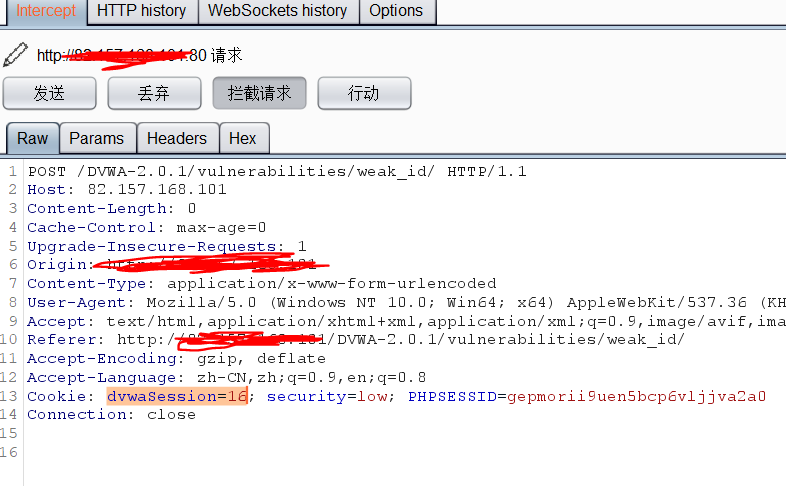 Intercept HTTP history WebSockets history Options
http:// :80 请求
发送 丢弃 拦截请求 行动
Raw Params Headers Hex
1 POST /DVWA-2.0.1/vulnerabilities/weak_id/ HTTP/1.1
2 Host: 82.157.168.101
3 Content-Length: 0
4 Cache-Control: max-age=0
5 Upgrade-Insecure-Requests: 1
6 Origin:
7 Content-Type: application/x-www-form-urlencoded
8 User-Agent: Mozilla/5.0 (Windows NT 10.0; Win64; x64) AppleWebKit/537.36 (KH
9 Accept: text/html,application/xhtml+xml,application/xml;q=0.9,image/avif,ima
10 Referer: http:/ /DVWA-2.0.1/vulnerabilities/weak_id/
11 Accept-Encoding: gzip, deflate
12 Accept-Language: zh-CN,zh;q=0.9,en;q=0.8
13 Cookie: dvwaSession=16; security=low; PHPSESSID=gepmorii9uen5bcp6vljjva2a0
14 Connection: close
15
16